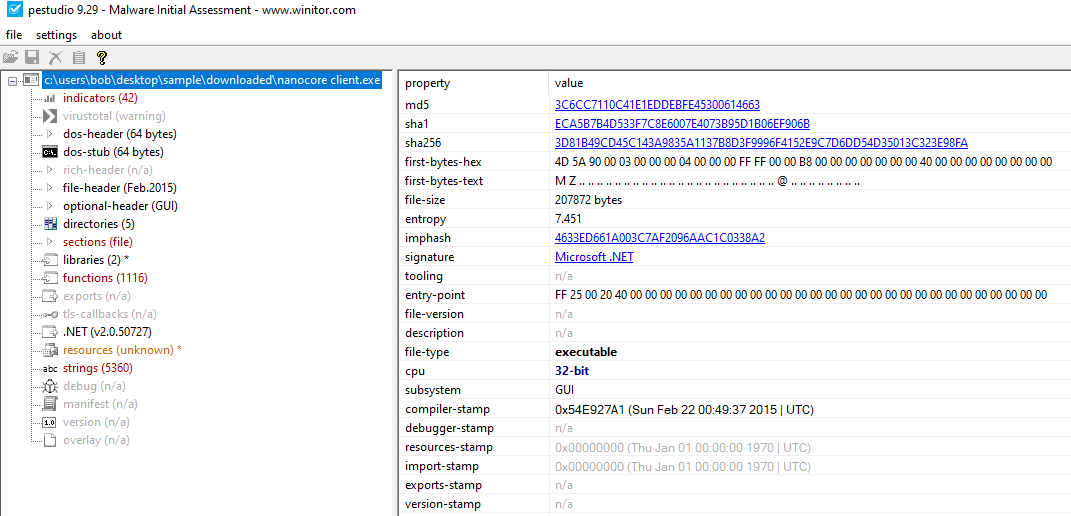 pestudio 9.29 - Malware Initial Assessment - www.winitor.com
file settings about
c:\users\bob\desktop\sample\downloaded\nanocore client.exe
indicators (42)
virustotal (warning)
dos-header (64 bytes)
dos-stub (64 bytes)
rich-header (n/a)
file-header (Feb.2015)
optional-header (GUI)
directories (5)
sections (file)
libraries (2) *
functions (1116)
exports (n/a)
tls-callbacks (n/a)
.NET (v2.0.50727)
resources (unknown) *
abc strings (5360)
debug (n/a)
manifest (n/a)
1.0 version (n/a)
overlay (n/a)
property value
md5 3C6CC7110C41E1EDDEBFE45300614663
sha1 ECA5B7B4D533F7C8E6007E4073B95D1B06EF906B
sha256 3D81B49CD45C143A9835A1137B8D3F9996F4152E9C7D6DD54D35013C323E98FA
first-bytes-hex 4D 5A 90 00 03 00 00 00 04 00 00 00 FF FF 00 00 B8 00 00 00 00 00 00 00 40 00 00 00 00 00 00 00
first-bytes-text M Z .. .. .. .. .. .. .. .. .. .. .. .. .. .. .. .. .. .. .. .. .. .. @ .. .. .. .. .. .. ..
file-size 207872 bytes
entropy 7.451
imphash 4633ED661A003C7AF2096AAC1C0338A2
signature Microsoft .NET
tooling n/a
entry-point FF 25 00 20 40 00 00 00 00 00 00 00 00 00 00 00 00 00 00 00 00 00 00 00 00 00 00 00 00 00 00 00
file-version n/a
description n/a
file-type executable
cpu 32-bit
subsystem GUI
compiler-stamp 0x54E927A1 (Sun Feb 22 00:49:37 2015 | UTC)
debugger-stamp n/a
resources-stamp 0x00000000 (Thu Jan 01 00:00:00 1970 | UTC)
import-stamp 0x00000000 (Thu Jan 01 00:00:00 1970 | UTC)
exports-stamp n/a
version-stamp n/a